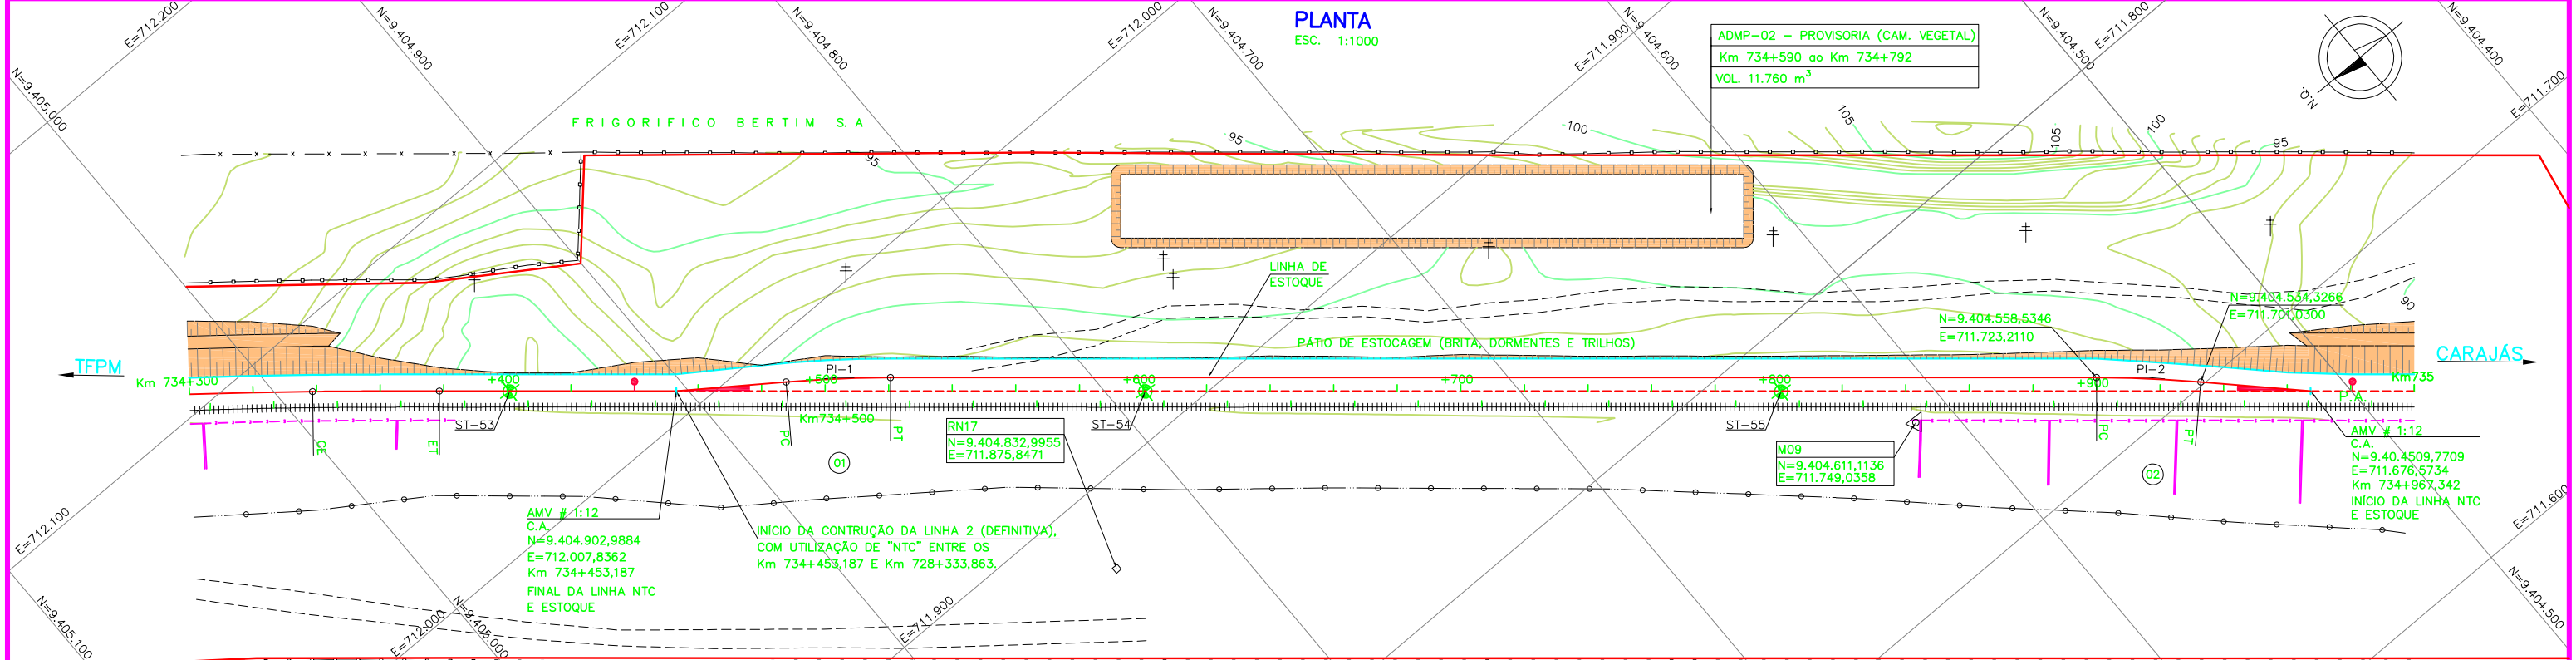 PLANTA
ESC. 1:1000
E=712.200
N=9.404.900
E=712.100
N=9.404.800
E=712.000
N=9.404.700
E=711.900
N=9.404.600
E=711.800
N=9.404.500
N=9.404.400
E=711.700
N=9.405.000
N.Q.
ADMP-02 - PROVISORIA (CAM. VEGETAL)
Km 734+590 ao Km 734+792
VOL. 11.760 m³
FRIGORIFICO BERTIM S.A
95
95
100
105
105
100
95
90
LINHA DE
ESTOQUE
PÁTIO DE ESTOCAGEM (BRITA, DORMENTES E TRILHOS)
N=9.404.558,5346
E=711.723,2110
N=9.404.534,3266
E=711.701,0300
TFPM
CARAJÁS
Km 734+300
+400
PI-1
+500
+600
+700
+800
+900
PI-2
Km735
P.A.
Km734+500
ST-53
ST-54
ST-55
CE
ET
PC
PT
PC
PT
01
02
RN17
N=9.404.832,9955
E=711.875,8471
M09
N=9.404.611,1136
E=711.749,0358
AMV # 1:12
C.A.
N=9.40.4509,7709
E=711.676,5734
Km 734+967,342
INÍCIO DA LINHA NTC
E ESTOQUE
AMV # 1:12
C.A.
N=9.404.902,9884
E=712.007,8362
Km 734+453,187
FINAL DA LINHA NTC
E ESTOQUE
INÍCIO DA CONTRUÇÃO DA LINHA 2 (DEFINITIVA),
COM UTILIZAÇÃO DE "NTC" ENTRE OS
Km 734+453,187 E Km 728+333,863.
E=712.100
N=9.405.100
E=712.000
N=9.405.000
E=711.900
E=711.600
N=9.404.500